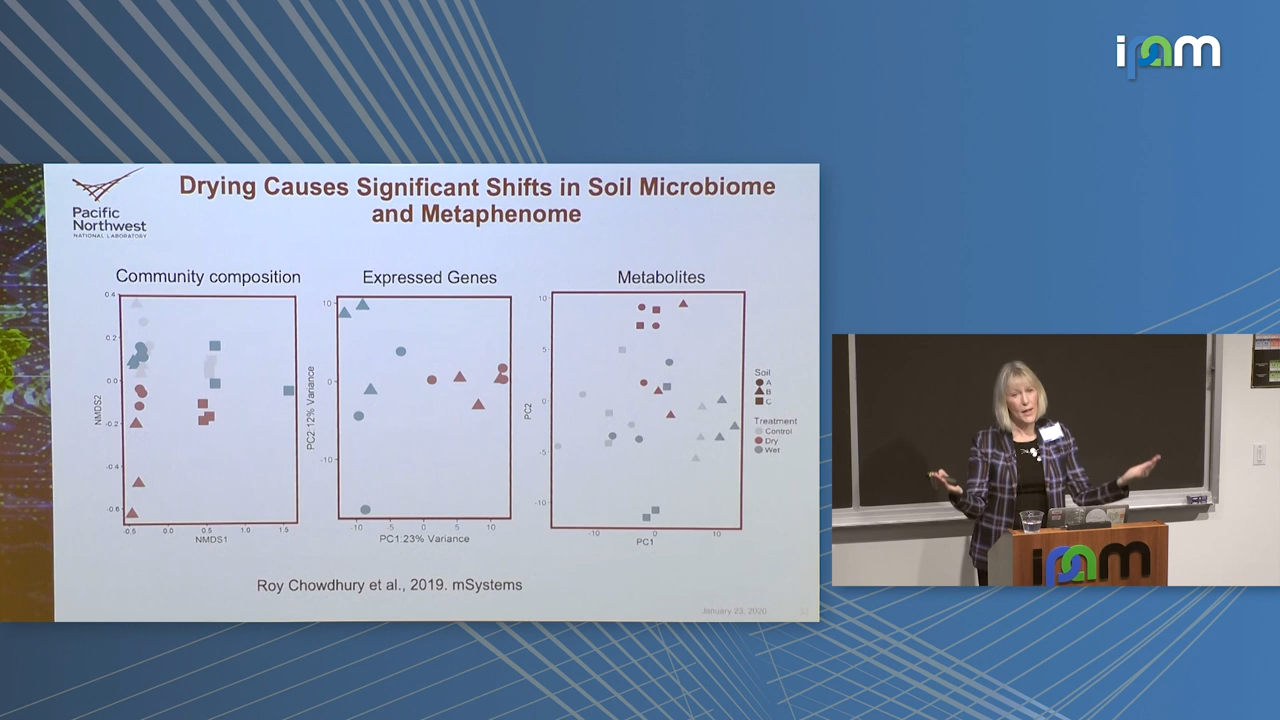 ipam
Drying Causes Significant Shifts in Soil Microbiome
and Metaphenome
Pacific
Northwest
NATIONAL LABORATORY
Community composition
Expressed Genes
Metabolites
0.4
0.2
0.0
-0.2
-0.4
-0.6
NMDS2
-0.5
0.0
0.5
1.0
1.5
NMDS1
10
0
-10
PC2:12% Variance
-10
-5
0
5
10
PC1:23% Variance
10
5
0
-5
-10
PC2
-10
0
10
PC1
Soil
A
B
C
Treatment
Control
Dry
Wet
Roy Chowdhury et al., 2019. mSystems
January 23, 2020
ipam